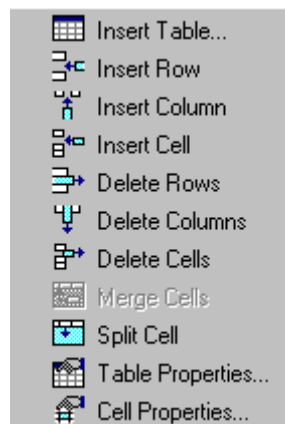 Insert Table...
Insert Row
Insert Column
Insert Cell
Delete Rows
Delete Columns
Delete Cells
Merge Cells
Split Cell
Table Properties...
Cell Properties...